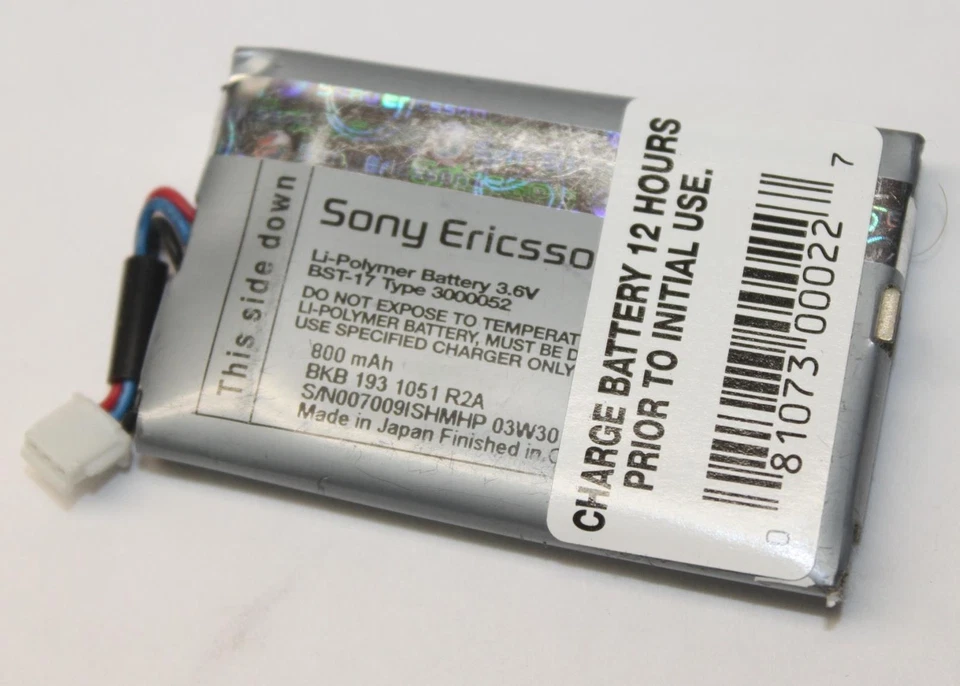 This side down
Sony Ericsso
Li-Polymer Battery 3.6V
BST-17 Type 3000052
DO NOT EXPOSE TO TEMPERAT
LI-POLYMER BATTERY, MUST BE D
USE SPECIFIED CHARGER ONLY
800 mAh
BKB 193 1051 R2A
S/N007009ISHMHP 03W30
Made in Japan Finished in C
CHARGE BATTERY 12 HOURS
PRIOR TO INITIAL USE.
0 81073 00022 7